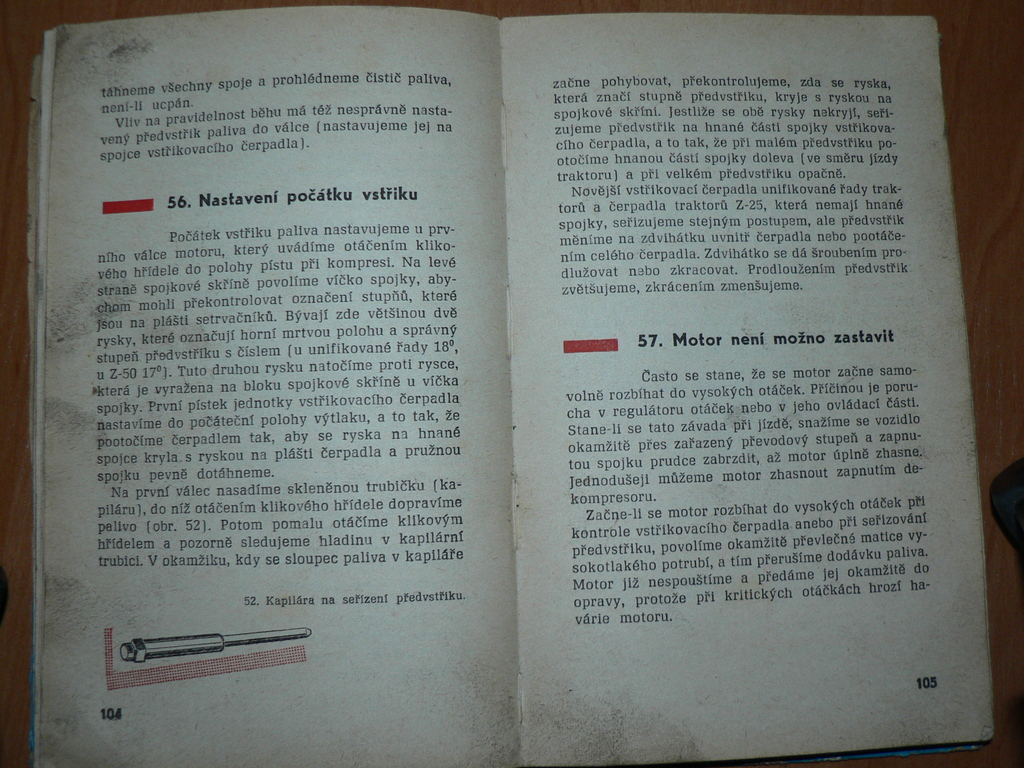 táhneme všechny spoje a prohlédneme čistič paliva,
není-li ucpán.
Vliv na pravidelnost běhu má též nesprávně nasta-
vený předvstřik paliva do válce (nastavujeme jej na
spojce vstřikovacího čerpadla).
56. Nastavení počátku vstřiku
Počátek vstřiku paliva nastavujeme u prv-
ního válce motoru, který uvádíme otáčením kliko-
vého hřídele do polohy pístu při kompresi. Na levé
straně spojkové skříně povolíme víčko spojky, aby-
chom mohli překontrolovat označení stupňů, které
jsou na plášti setrvačníků. Bývají zde většinou dvě
rysky, které označují horní mrtvou polohu a správný
stupeň předvstřiku s číslem (u unifikované řady 18°,
u Z-50 17°). Tuto druhou rysku natočíme proti rysce,
která je vyražena na bloku spojkové skříně u víčka
spojky. První pístek jednotky vstřikovacího čerpadla
nastavíme do počáteční polohy výtlaku, a to tak, že
pootočíme čerpadlem tak, aby se ryska na hnané
spojce kryla s ryskou na plášti čerpadla a pružnou
spojku pevně dotáhneme.
Na první válec nasadíme skleněnou trubičku (ka-
piláru), do níž otáčením klikového hřídele dopravíme
palivo (obr. 52). Potom pomalu otáčíme klikovým
hřídelem a pozorně sledujeme hladinu v kapilární
trubici. V okamžiku, kdy se sloupec paliva v kapiláře
52. Kapilára na seřízení předvstřiku.
104
začne pohybovat, překontrolujeme, zda se ryska,
která značí stupně předvstřiku, kryje s ryskou na
spojkové skříni. Jestliže se obě rysky nekryjí, seři-
zujeme předvstřik na hnané části spojky vstřikova-
cího čerpadla, a to tak, že při malém předvstřiku po-
otočíme hnanou částí spojky doleva (ve směru jízdy
traktoru) a při velkém předvstřiku opačně.
Novější vstřikovací čerpadla unifikované řady trak-
torů a čerpadla traktorů Z-25, která nemají hnané
spojky, seřizujeme stejným postupem, ale předvstřik
měníme na zdvihátku uvnitř čerpadla nebo pootáče-
ním celého čerpadla. Zdvihátko se dá šroubením pro-
dlužovat nebo zkracovat. Prodloužením předvstřik
zvětšujeme, zkrácením zmenšujeme.
57. Motor není možno zastavit
Často se stane, že se motor začne samo-
volně rozbíhat do vysokých otáček. Příčinou je poru-
cha v regulátoru otáček nebo v jeho ovládací části.
Stane-li se tato závada při jízdě, snažíme se vozidlo
okamžitě přes zařazený převodový stupeň a zapnu-
tou spojku prudce zabrzdit, až motor úplně zhasne.
Jednodušeji můžeme motor zhasnout zapnutím de-
kompresoru.
Začne-li se motor rozbíhat do vysokých otáček při
kontrole vstřikovacího čerpadla anebo při seřizování
předvstřiku, povolíme okamžitě převlečné matice vy-
sokotlakého potrubí, a tím přerušíme dodávku paliva.
Motor již nespouštíme a předáme jej okamžitě do
opravy, protože při kritických otáčkách hrozí ha-
várie motoru.
105